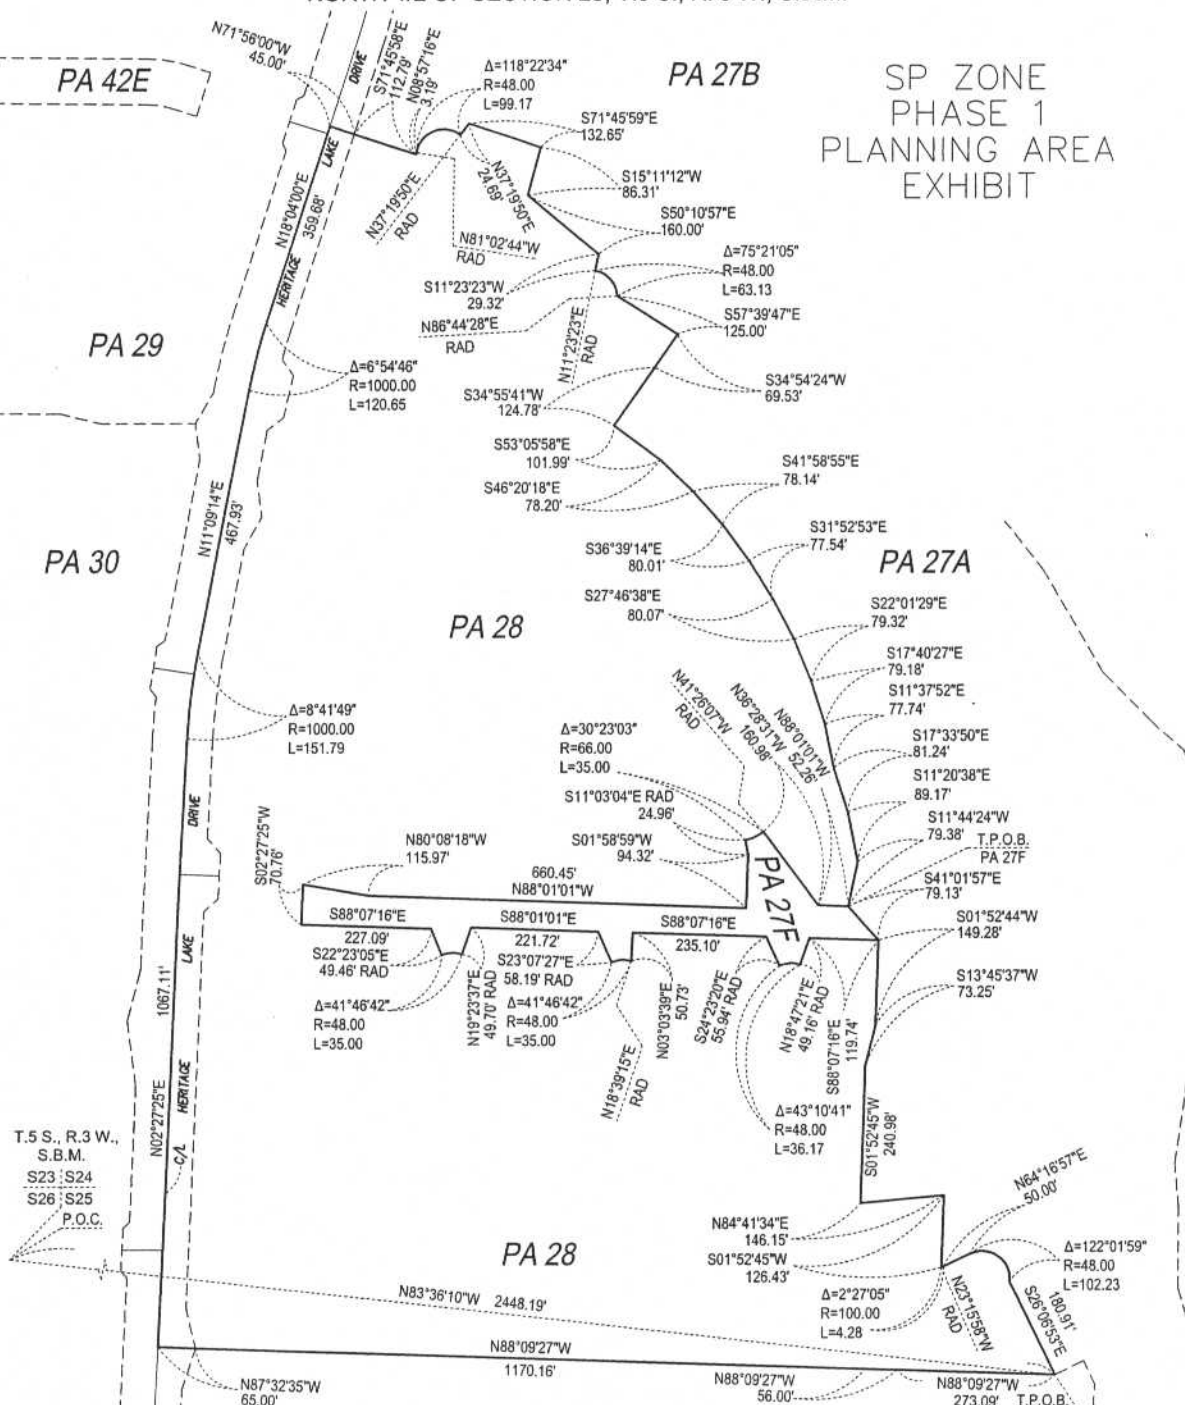 SP ZONE
PHASE 1
PLANNING AREA
EXHIBIT
PA 42E
PA 27B
PA 29
PA 30
PA 28
PA 27A
PA 27F
PA 28
N71°56'00"W
45.00'
DRIVE
S71°45'58"E
112.79'
N08°57'16"E
3.19'
Δ=118°22'34"
R=48.00
L=99.17
S71°45'59"E
132.65'
S15°11'12"W
86.31'
S50°10'57"E
160.00'
Δ=75°21'05"
R=48.00
L=63.13
S57°39'47"E
125.00'
S34°54'24"W
69.53'
LAKE
N18°04'00"E
359.68'
HERITAGE
N37°19'50"E
RAD
N37°19'50"E
24.69'
N81°02'44"W
RAD
S11°23'23"W
29.32'
N86°44'28"E
RAD
N11°23'23"E
RAD
Δ=6°54'46"
R=1000.00
L=120.65
S34°55'41"W
124.78'
S53°05'58"E
101.99'
S46°20'18"E
78.20'
S41°58'55"E
78.14'
S36°39'14"E
80.01'
S31°52'53"E
77.54'
S27°46'38"E
80.07'
S22°01'29"E
79.32'
S17°40'27"E
79.18'
S11°37'52"E
77.74'
S17°33'50"E
81.24'
S11°20'38"E
89.17'
S11°44'24"W
79.38'
T.P.O.B.
PA 27F
S41°01'57"E
79.13'
S01°52'44"W
149.28'
S13°45'37"W
73.25'
N11°09'14"E
467.93'
Δ=8°41'49"
R=1000.00
L=151.79
DRIVE
N41°26'07"W
RAD
N36°28'31"W
160.98'
N88°01'01"W
52.26'
Δ=30°23'03"
R=66.00
L=35.00
S11°03'04"E RAD
24.96'
S01°58'59"W
94.32'
S02°27'25"W
70.76'
N80°08'18"W
115.97'
660.45'
N88°01'01"W
S88°07'16"E
227.09'
S88°01'01"E
221.72'
S88°07'16"E
235.10'
S22°23'05"E
49.46' RAD
Δ=41°46'42"
R=48.00
L=35.00
N19°23'37"E
49.70' RAD
S23°07'27"E
58.19' RAD
Δ=41°46'42"
R=48.00
L=35.00
N18°39'15"E
RAD
N03°03'39"E
50.73'
S24°23'20"E
55.94' RAD
N18°47'21"E
49.16' RAD
S88°07'16"E
119.74'
Δ=43°10'41"
R=48.00
L=36.17
S01°52'45"W
240.98'
1067.11'
LAKE
N02°27'25"E
HERITAGE
C/L
T.5 S., R.3 W.,
S.B.M.
S23 S24
S26 S25
P.O.C.
N84°41'34"E
146.15'
S01°52'45"W
126.43'
Δ=2°27'05"
R=100.00
L=4.28
N64°16'57"E
50.00'
Δ=122°01'59"
R=48.00
L=102.23
N23°15'58"W
RAD
180.91'
S26°06'53"E
N83°36'10"W 2448.19'
N88°09'27"W
1170.16'
N87°32'35"W
65.00'
N88°09'27"W
56.00'
N88°09'27"W
273.09'
T.P.O.B.